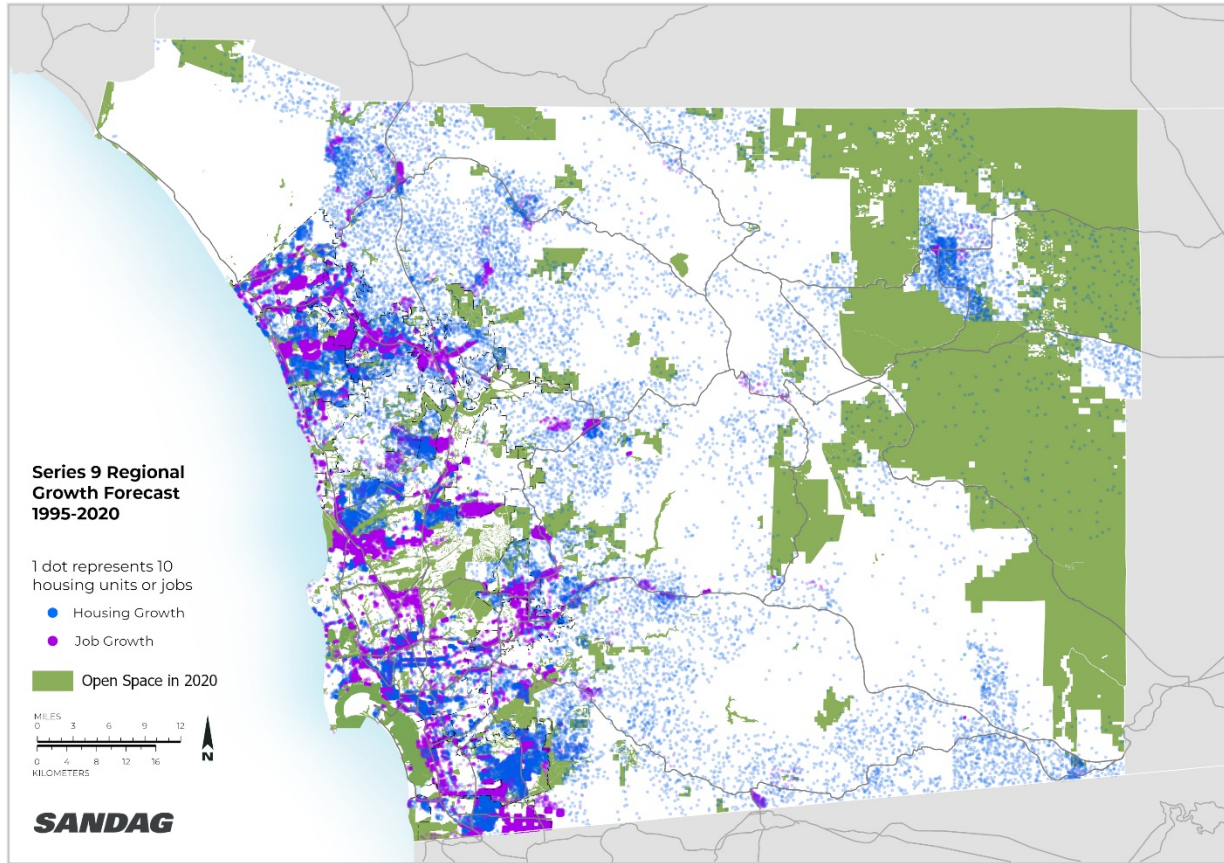 Series 9 Regional
Growth Forecast
1995-2020
1 dot represents 10
housing units or jobs
Housing Growth
Job Growth
Open Space in 2020
MILES
0 3 6 9 12
0 4 8 12 16
KILOMETERS
N
SANDAG